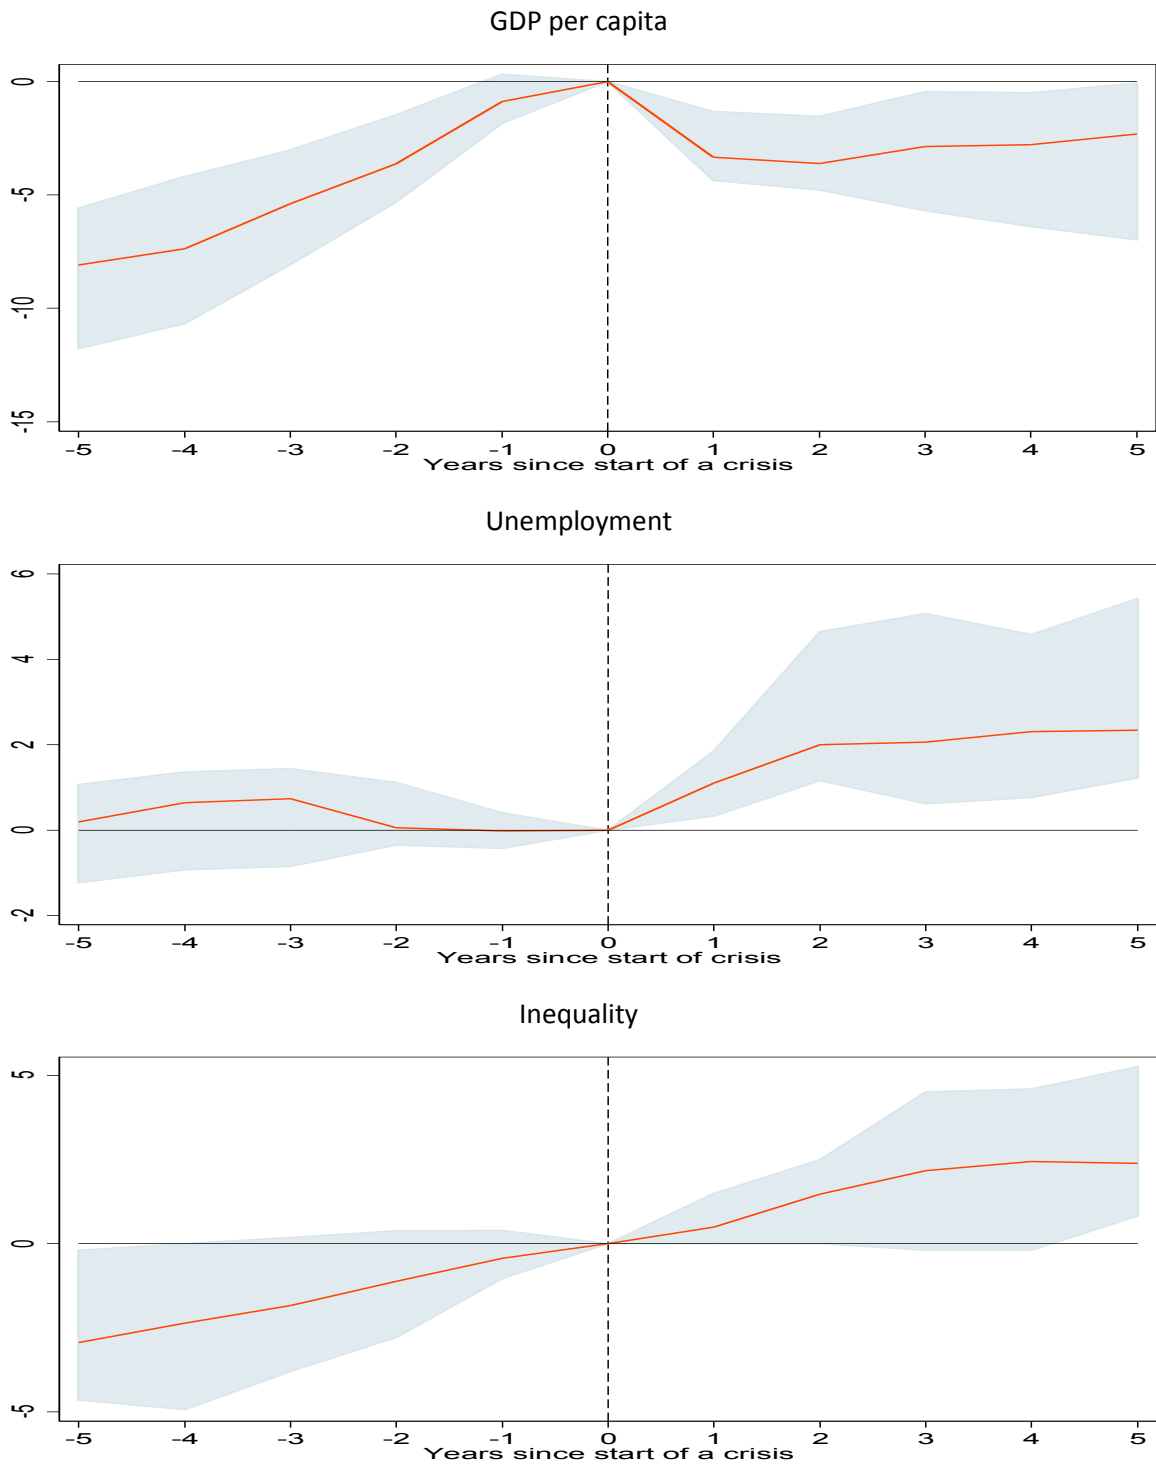 GDP per capita
0
-5
-10
-15
-5 -4 -3 -2 -1 0 1 2 3 4 5
Years since start of a crisis
Unemployment
6
4
2
0
-2
-5 -4 -3 -2 -1 0 1 2 3 4 5
Years since start of crisis
Inequality
5
0
-5
-5 -4 -3 -2 -1 0 1 2 3 4 5
Years since start of a crisis